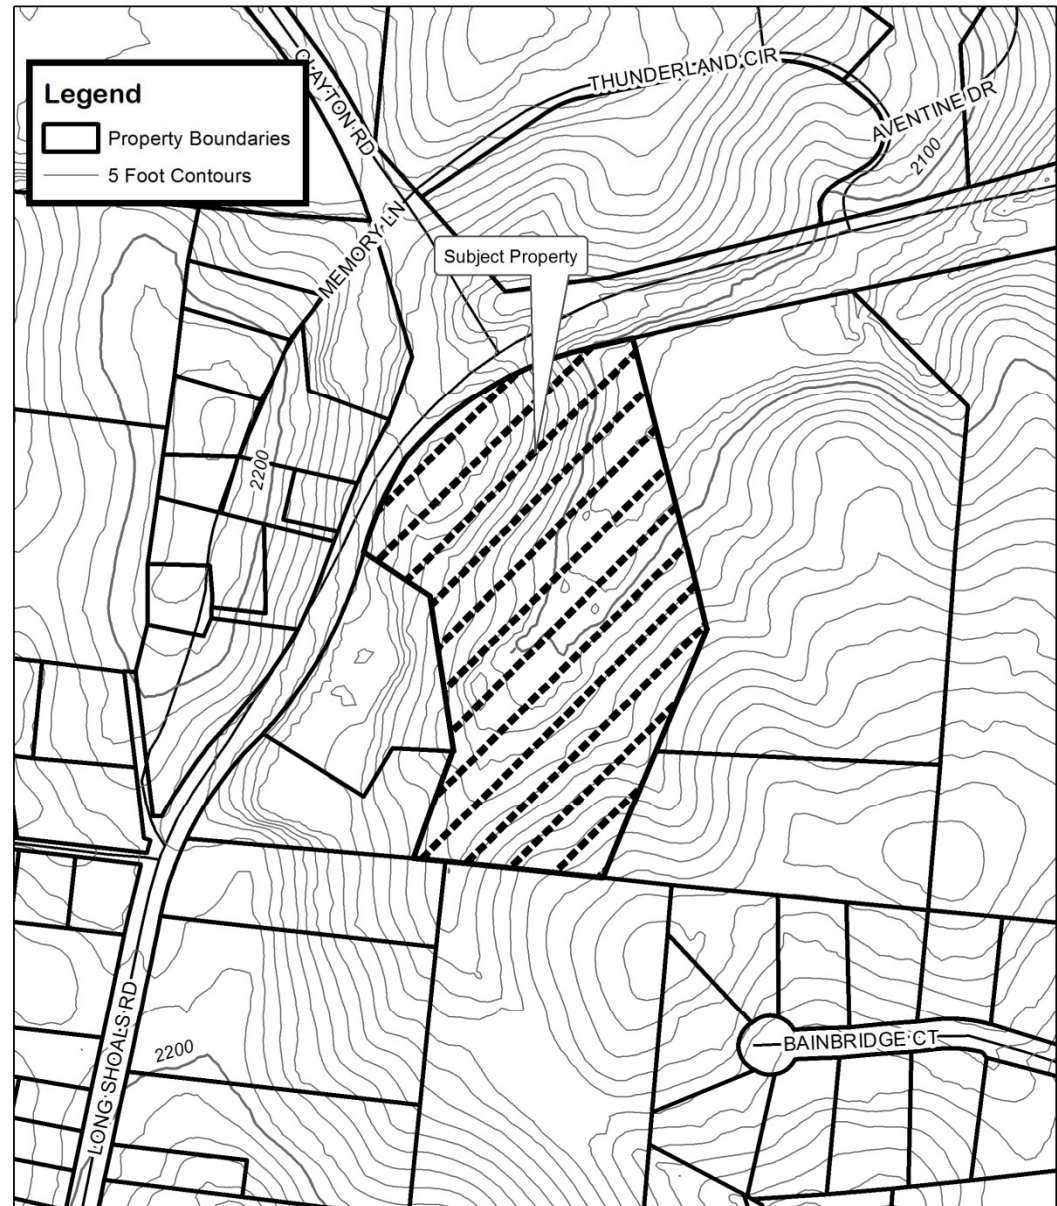 THUNDERLAND CIR
CLAYTON RD
Legend
Property Boundaries
5 Foot Contours
AVENTINE DR
2100
MEMORY LN
Subject Property
2200
LONG SHOALS RD
2200
BAINBRIDGE CT